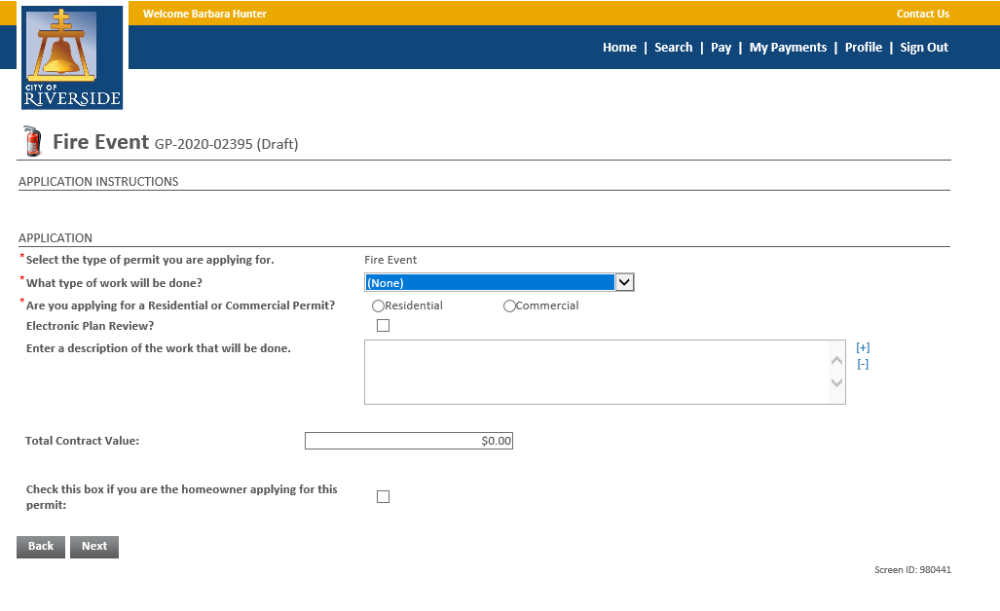 Welcome Barbara Hunter
Contact Us
Home | Search | Pay | My Payments | Profile | Sign Out
CITY OF
RIVERSIDE
Fire Event GP-2020-02395 (Draft)
APPLICATION INSTRUCTIONS
APPLICATION
*Select the type of permit you are applying for. Fire Event
*What type of work will be done? (None)
*Are you applying for a Residential or Commercial Permit? Residential Commercial
Electronic Plan Review?
Enter a description of the work that will be done. [+]
[-]
Total Contract Value: $0.00
Check this box if you are the homeowner applying for this
permit:
Back Next
Screen ID: 980441